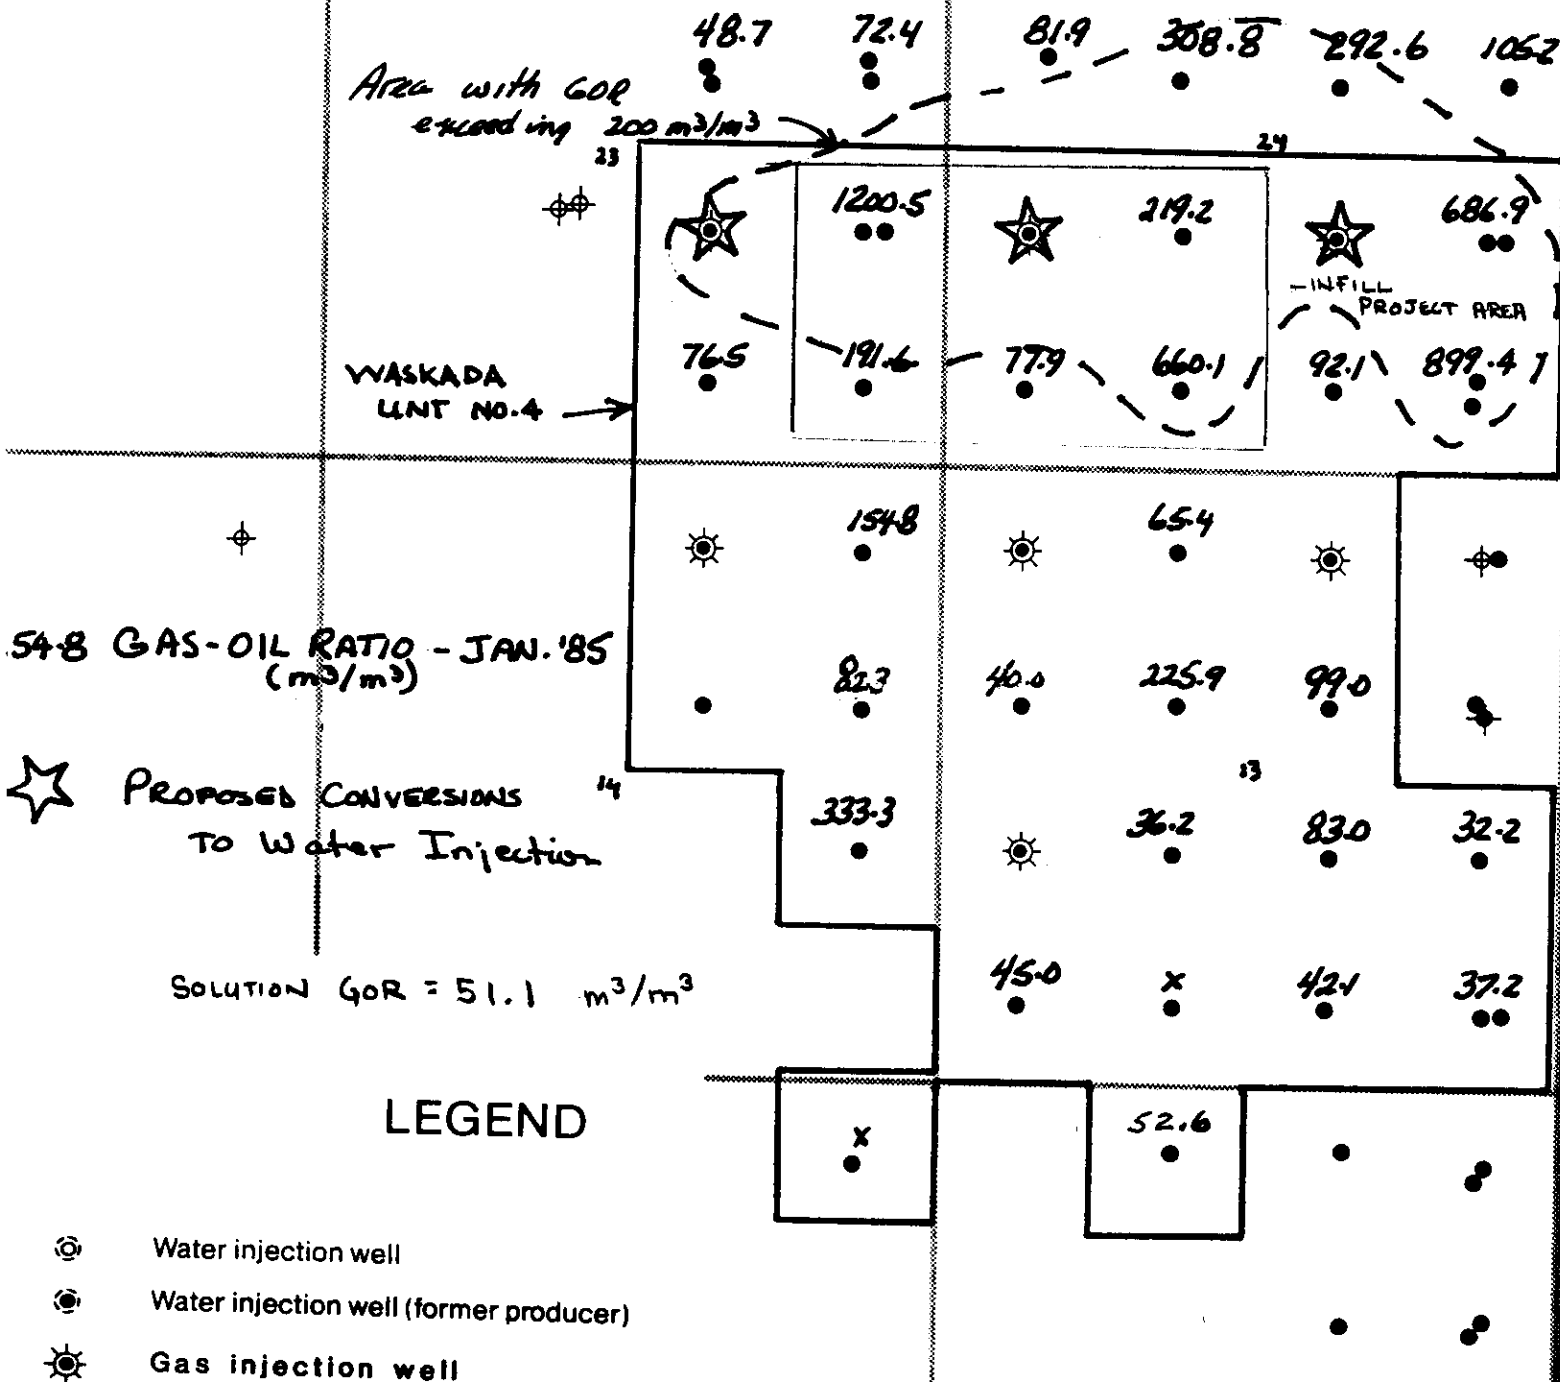 48.7 72.4 81.9 308.8 292.6 105.2
Area with GOR
exceeding 200 m³/m³
23 24
1200.5 219.2 686.9
-INFILL
PROJECT AREA
76.5 191.6 77.9 660.1 92.1 899.4
WASKADA
UNIT NO.4
154.8 65.4
54.8 GAS-OIL RATIO - JAN. '85
(m³/m³)
82.3 40.0 225.9 99.0
PROPOSED CONVERSIONS
TO Water Injection
14 13
333.3 36.2 83.0 32.2
SOLUTION GOR = 51.1 m³/m³
45.0 x 42.1 37.2
LEGEND
x 52.6
Water injection well
Water injection well (former producer)
Gas injection well